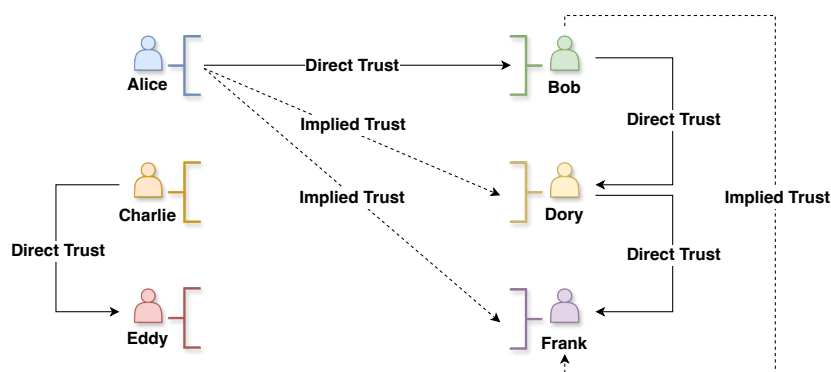 Alice
Direct Trust
Bob
Implied Trust
Direct Trust
Charlie
Implied Trust
Dory
Implied Trust
Direct Trust
Direct Trust
Eddy
Frank